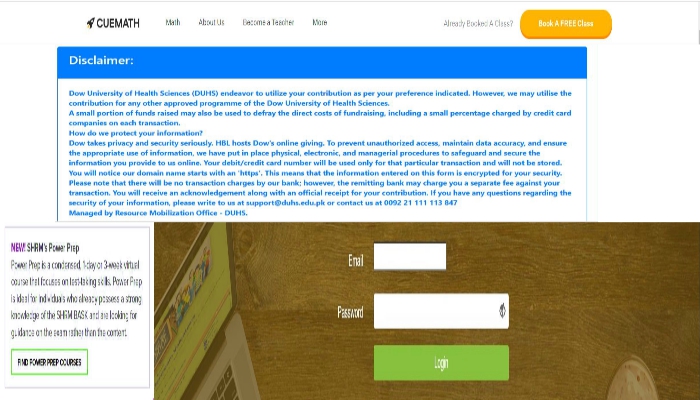 CUEMATH Math About Us Become a Teacher More Already Booked A Class? Book A FREE Class
Disclaimer:
Dow University of Health Sciences (DUHS) endeavor to utilize your contribution as per your preference indicated. However, we may utilise the
contribution for any other approved programme of the Dow University of Health Sciences.
A small portion of funds raised may also be used to defray the direct costs of fundraising, including a small percentage charged by credit card
companies on each transaction.
How do we protect your information?
Dow takes privacy and security seriously. HBL hosts Dow's online giving. To prevent unauthorized access, maintain data accuracy, and ensure
the appropriate use of information, we have put in place physical, electronic, and managerial procedures to safeguard and secure the
information you provide to us online. Your debit/credit card number will be used only for that particular transaction and will not be stored.
You will notice our domain name starts with an 'https'. This means that the information entered on this form is encrypted for your security.
Please note that there will be no transaction charges by our bank; however, the remitting bank may charge you a separate fee against your
transaction. You will receive an acknowledgement along with an official receipt for your contribution. If you have any questions regarding the
security of your information, please write to us at support@duhs.edu.pk or contact us at 0092 21 111 113 847
Managed by Resource Mobilization Office - DUHS.
NEW! SHRM's Power Prep
Power Prep is a condensed, 1-day or 3-week virtual
course that focuses on test-taking skills. Power Prep
is ideal for individuals who already possess a strong
knowledge of the SHRM BASK and are looking for
guidance on the exam rather than the content.
FIND POWER PREP COURSES
Email
Password
Login